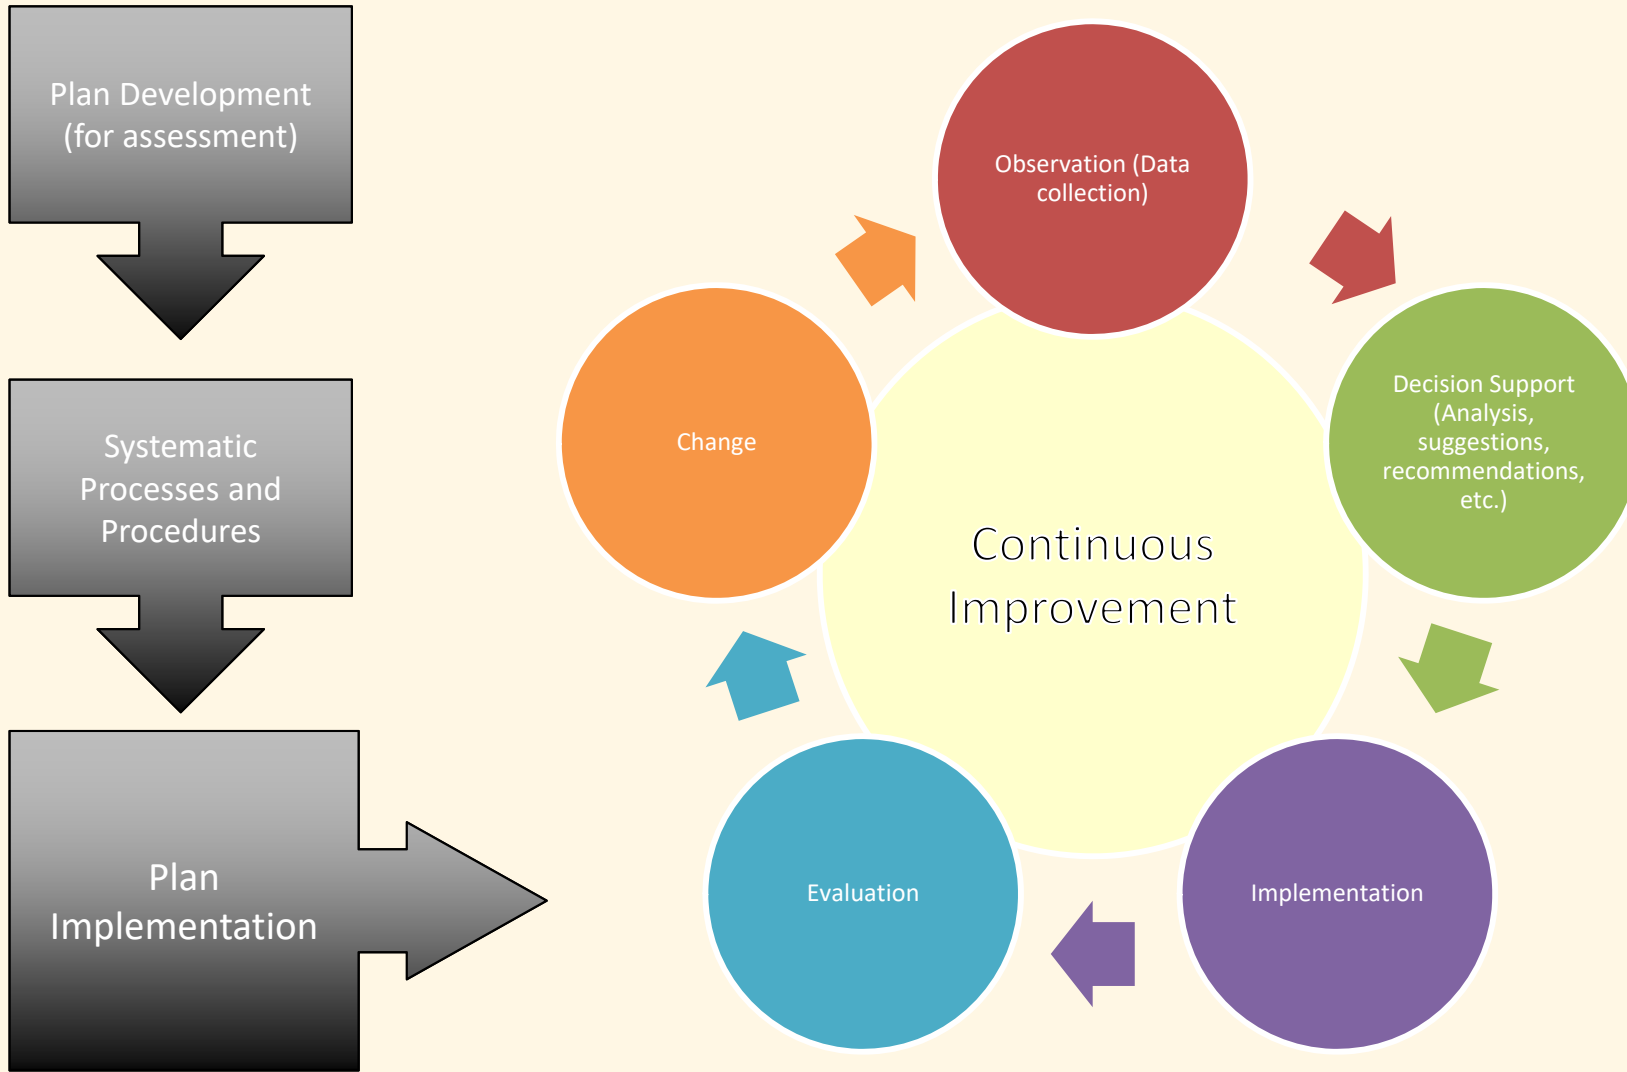 Plan Development
(for assessment)
Systematic
Processes and
Procedures
Plan
Implementation
Observation (Data
collection)
Decision Support
(Analysis,
suggestions,
recommendations,
etc.)
Implementation
Evaluation
Change
Continuous
Improvement